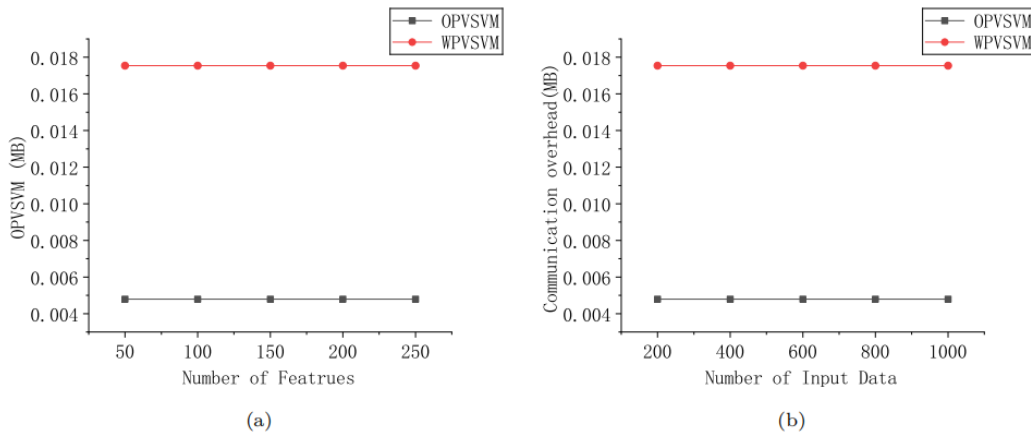 OPVSVM
WPVSVM
0.018
0.016
0.014
0.012
0.010
0.008
0.006
0.004
OPVSVM (MB)
50 100 150 200 250
Number of Featrues
(a)
OPVSVM
WPVSVM
0.018
0.016
0.014
0.012
0.010
0.008
0.006
0.004
Communication overhead(MB)
200 400 600 800 1000
Number of Input Data
(b)